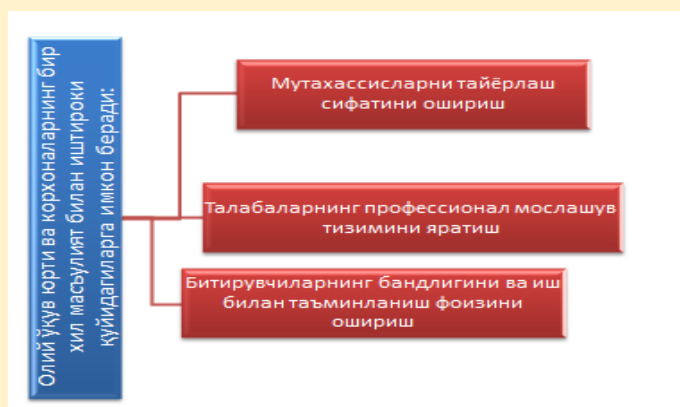 Олий ўқув юрти ва корхоналарнинг бир
хил масъулият билан иштироки
қуйидагиларга имкон беради:
Мутахассисларни тайёрлаш
сифатини ошириш
Талабаларнинг профессионал мослашув
тизимини яратиш
Битирувчиларнинг бандлигини ва иш
билан таъминланиш фоизини
ошириш